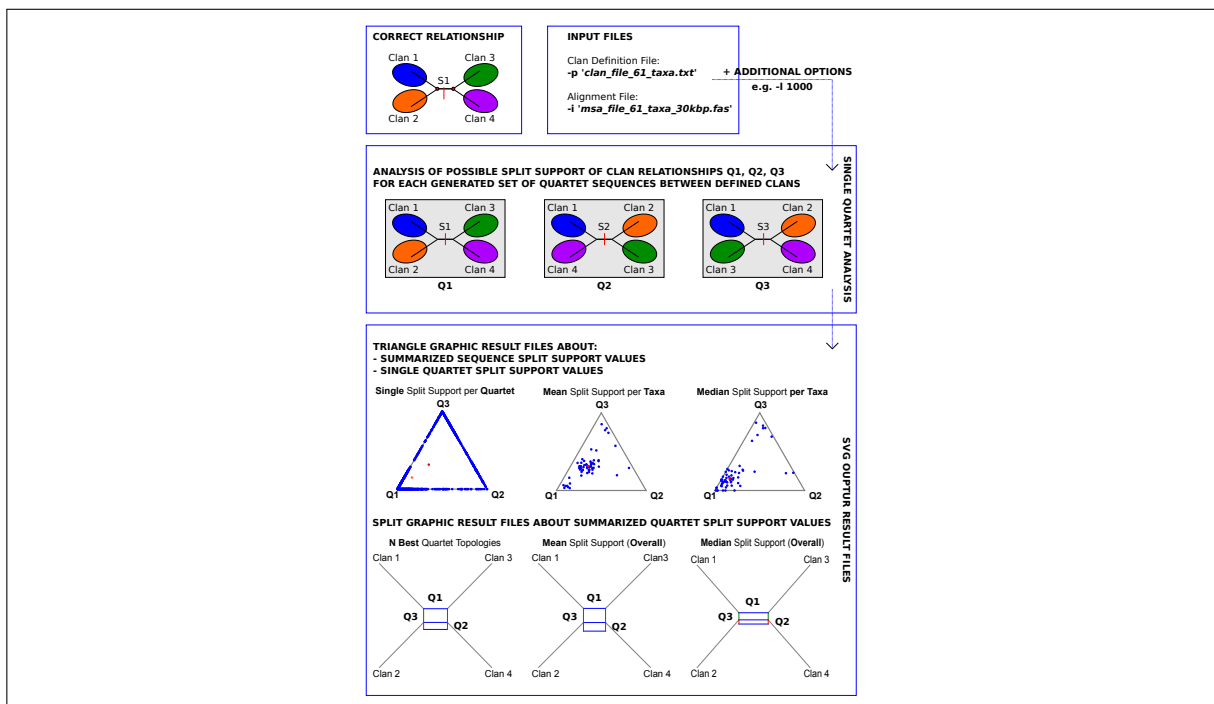 CORRECT RELATIONSHIP
Clan 1
Clan 3
S1
Clan 2
Clan 4
INPUT FILES
Clan Definition File:
-p 'clan_file_61_taxa.txt'
Alignment File:
-i 'msa_file_61_taxa_30kbp.fas'
+ ADDITIONAL OPTIONS
e.g. -l 1000
ANALYSIS OF POSSIBLE SPLIT SUPPORT OF CLAN RELATIONSHIPS Q1, Q2, Q3
FOR EACH GENERATED SET OF QUARTET SEQUENCES BETWEEN DEFINED CLANS
Clan 1
Clan 3
S1
Clan 2
Clan 4
Q1
Clan 1
Clan 2
S2
Clan 4
Clan 3
Q2
Clan 1
Clan 2
S3
Clan 3
Clan 4
Q3
SINGLE QUARTET ANALYSIS
TRIANGLE GRAPHIC RESULT FILES ABOUT:
- SUMMARIZED SEQUENCE SPLIT SUPPORT VALUES
- SINGLE QUARTET SPLIT SUPPORT VALUES
Single Split Support per Quartet
Q3
Q1
Q2
Mean Split Support per Taxa
Q3
Q1
Q2
Median Split Support per Taxa
Q3
Q1
Q2
SPLIT GRAPHIC RESULT FILES ABOUT SUMMARIZED QUARTET SPLIT SUPPORT VALUES
N Best Quartet Topologies
Clan 1
Clan 3
Q1
Q3
Q2
Clan 2
Clan 4
Mean Split Support (Overall)
Clan 1
Clan3
Q1
Q3
Q2
Clan 2
Clan 4
Median Split Support (Overall)
Clan 1
Clan 3
Q1
Q3
Q2
Clan 2
Clan 4
SVG OUPTUR RESULT FILES